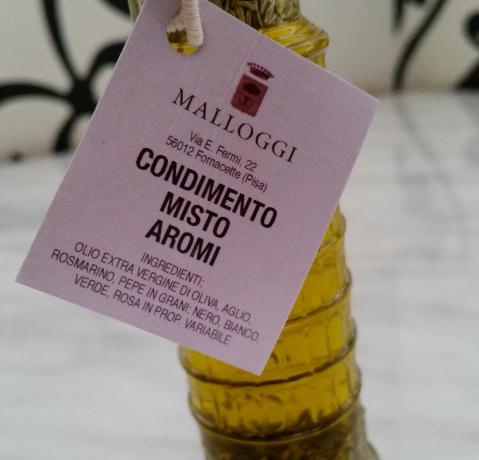 MALLOGGI
Via E. Fermi, 22
56012 Fornacette (Pisa)
CONDIMENTO
MISTO
AROMI
INGREDIENTI:
OLIO EXTRA VERGINE DI OLIVA, AGLIO,
ROSMARINO, PEPE IN GRANI: NERO, BIANCO,
VERDE, ROSA IN PROP. VARIABILE